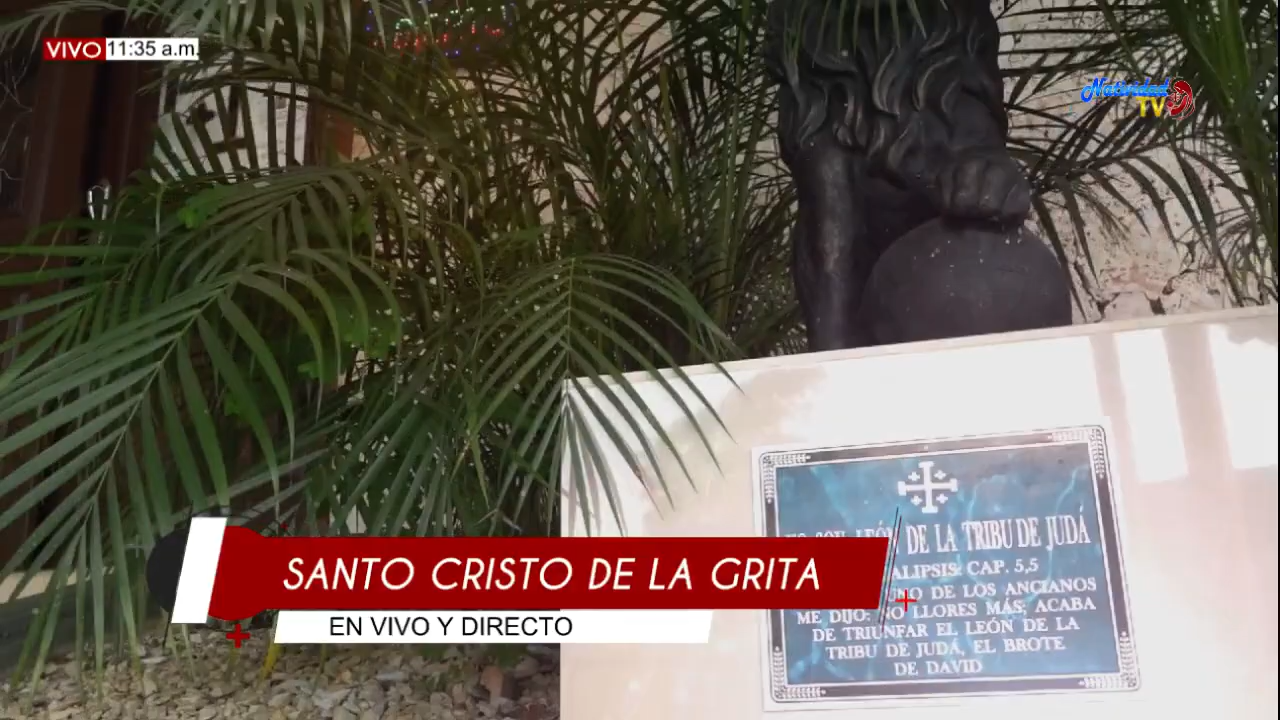 VIVO 11:35 a.m.
Natividad
TV
LEÓN DE LA TRIBU DE JUDÁ
CAP. 5,5
UNO DE LOS ANCIANOS
ME DIJO: NO LLORES MÁS; ACABA
DE TRIUNFAR EL LEÓN DE LA
TRIBU DE JUDÁ, EL BROTE
DE DAVID
SANTO CRISTO DE LA GRITA
EN VIVO Y DIRECTO